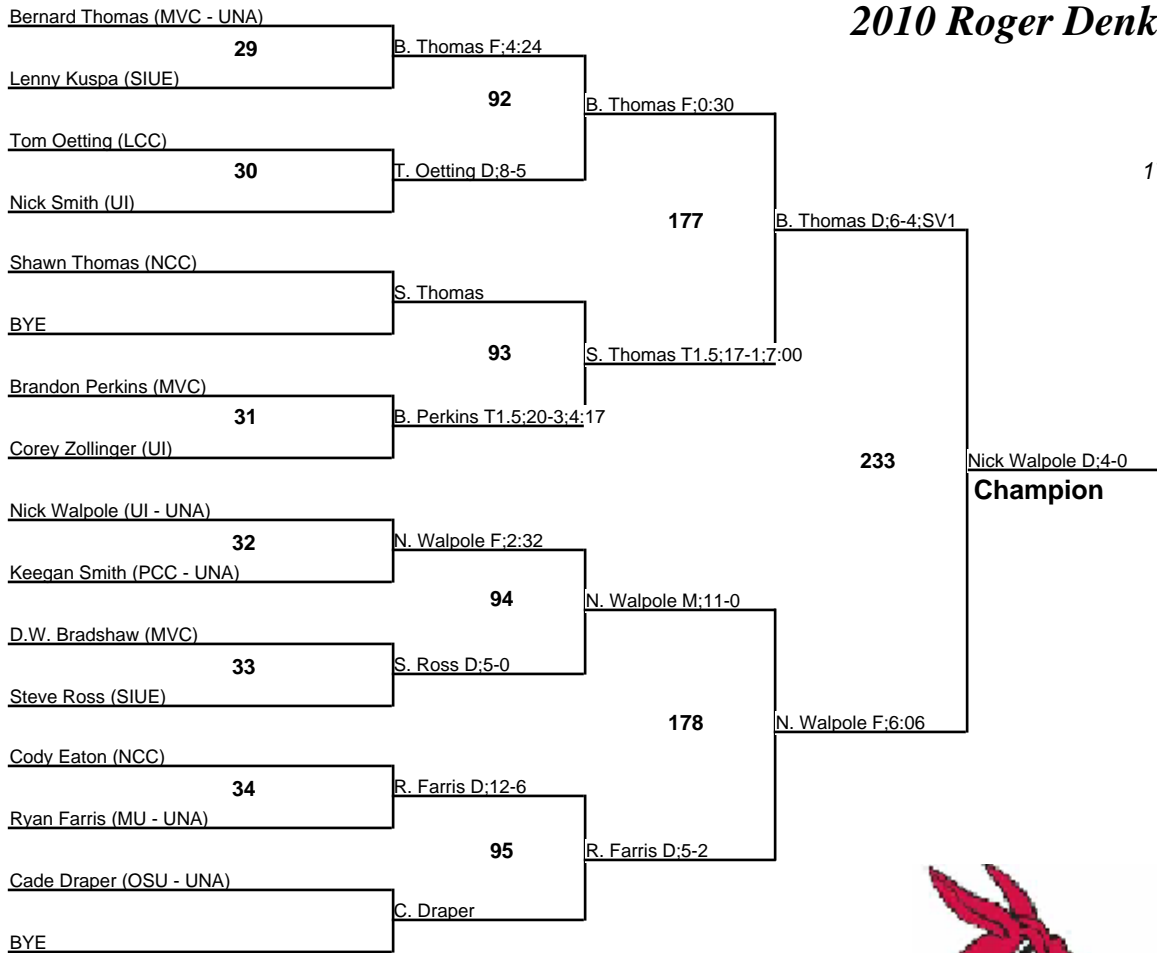 Bernard Thomas (MVC - UNA)
2010 Roger Denk
29
B. Thomas F;4:24
Lenny Kuspa (SIUE)
92
B. Thomas F;0:30
Tom Oetting (LCC)
30
T. Oetting D;8-5
1
Nick Smith (UI)
177
B. Thomas D;6-4;SV1
Shawn Thomas (NCC)
S. Thomas
BYE
93
S. Thomas T1.5;17-1;7:00
Brandon Perkins (MVC)
31
B. Perkins T1.5;20-3;4:17
Corey Zollinger (UI)
233
Nick Walpole D;4-0
Champion
Nick Walpole (UI - UNA)
32
N. Walpole F;2:32
Keegan Smith (PCC - UNA)
94
N. Walpole M;11-0
D.W. Bradshaw (MVC)
33
S. Ross D;5-0
Steve Ross (SIUE)
178
N. Walpole F;6:06
Cody Eaton (NCC)
34
R. Farris D;12-6
Ryan Farris (MU - UNA)
95
R. Farris D;5-2
Cade Draper (OSU - UNA)
C. Draper
BYE